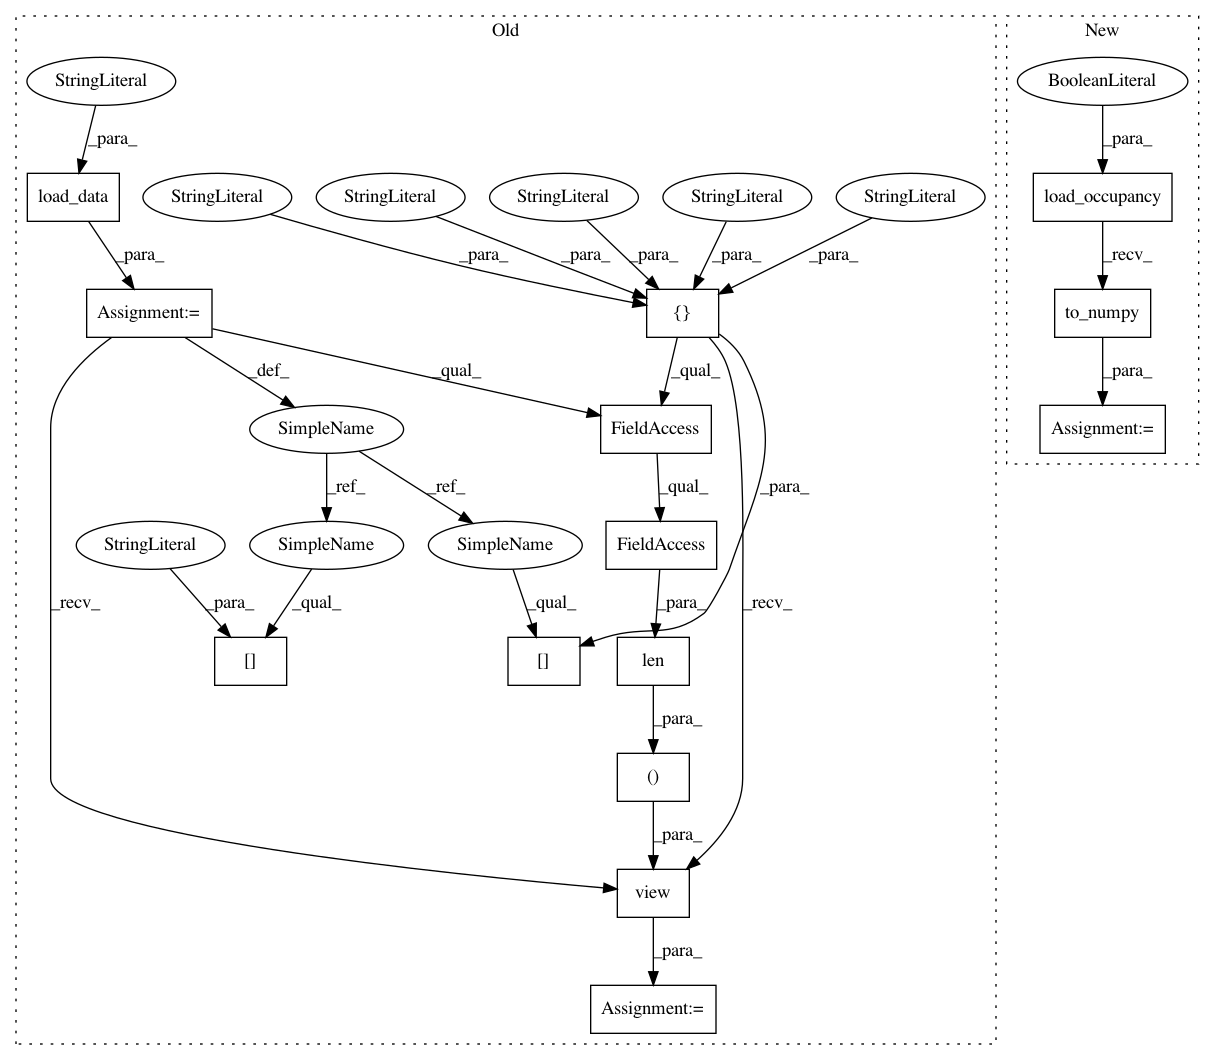 Old
New
StringLiteral
BooleanLiteral
_para_
_para_
load_data
StringLiteral
StringLiteral
StringLiteral
StringLiteral
StringLiteral
load_occupancy
_para_
_para_
_para_
_para_
_para_
_para_
_recv_
Assignment:=
{}
to_numpy
_def_
_qual_
_qual_
_para_
SimpleName
FieldAccess
Assignment:=
_ref_
_ref_
_qual_
_para_
StringLiteral
SimpleName
SimpleName
FieldAccess
_recv_
_para_
_qual_
_qual_
_para_
_recv_
[]
[]
len
_para_
()
_para_
view
_para_
Assignment:=